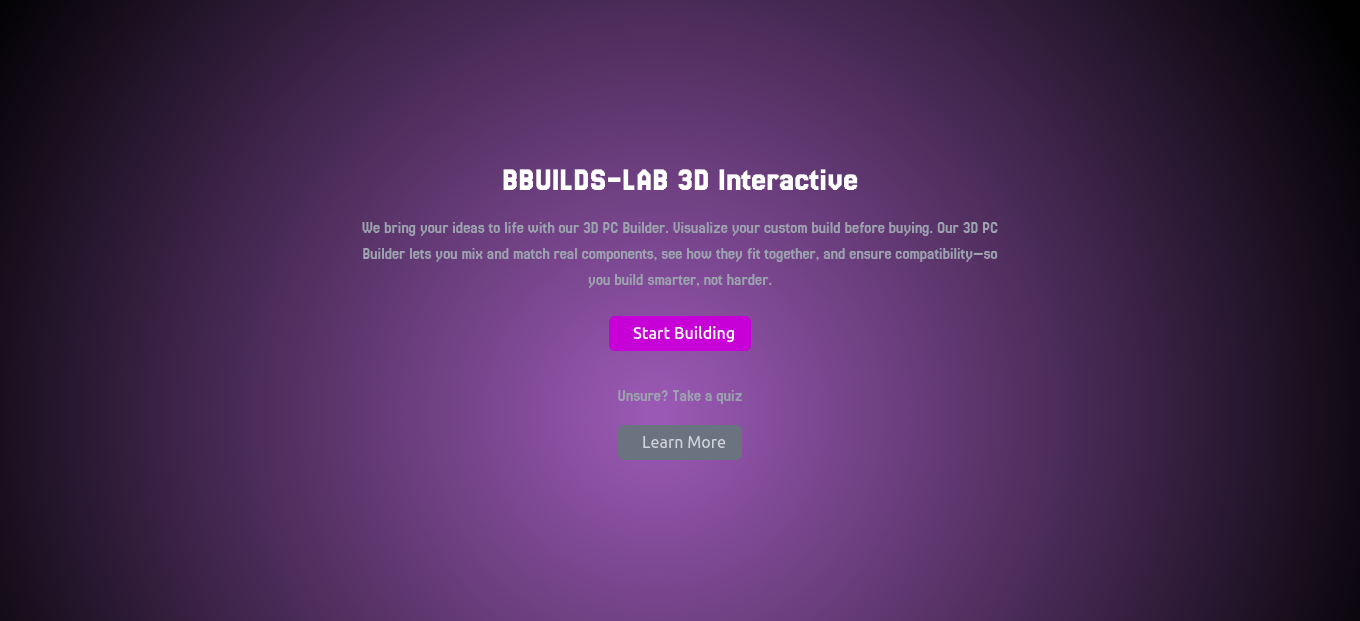 BBUILDS-LAB 3D Interactive
We bring your ideas to life with our 3D PC Builder. Visualize your custom build before buying. Our 3D PC
Builder lets you mix and match real components, see how they fit together, and ensure compatibility—so
you build smarter, not harder.
Start Building
Unsure? Take a quiz
Learn More